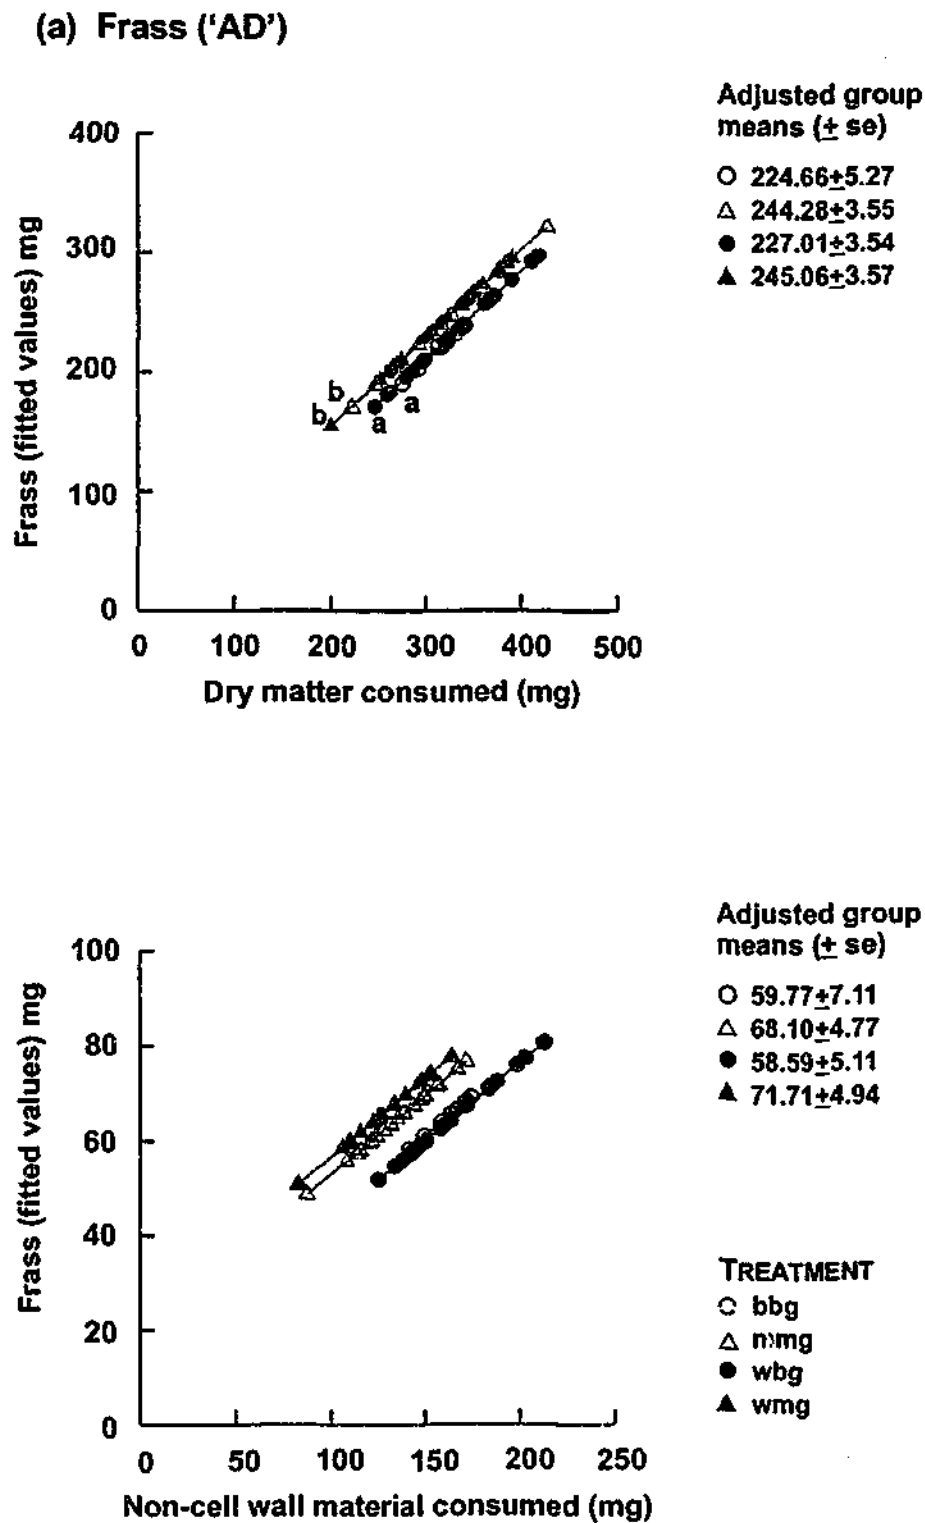 (a) Frass ('AD')
Adjusted group
means (± se)
○ 224.66±5.27
△ 244.28±3.55
● 227.01±3.54
▲ 245.06±3.57
400
300
200
100
0
Frass (fitted values) mg
b
b
a
a
0 100 200 300 400 500
Dry matter consumed (mg)
Adjusted group
means (± se)
○ 59.77±7.11
△ 68.10±4.77
● 58.59±5.11
▲ 71.71±4.94
100
80
60
40
20
0
Frass (fitted values) mg
TREATMENT
○ bbg
△ mmg
● wbg
▲ wmg
0 50 100 150 200 250
Non-cell wall material consumed (mg)